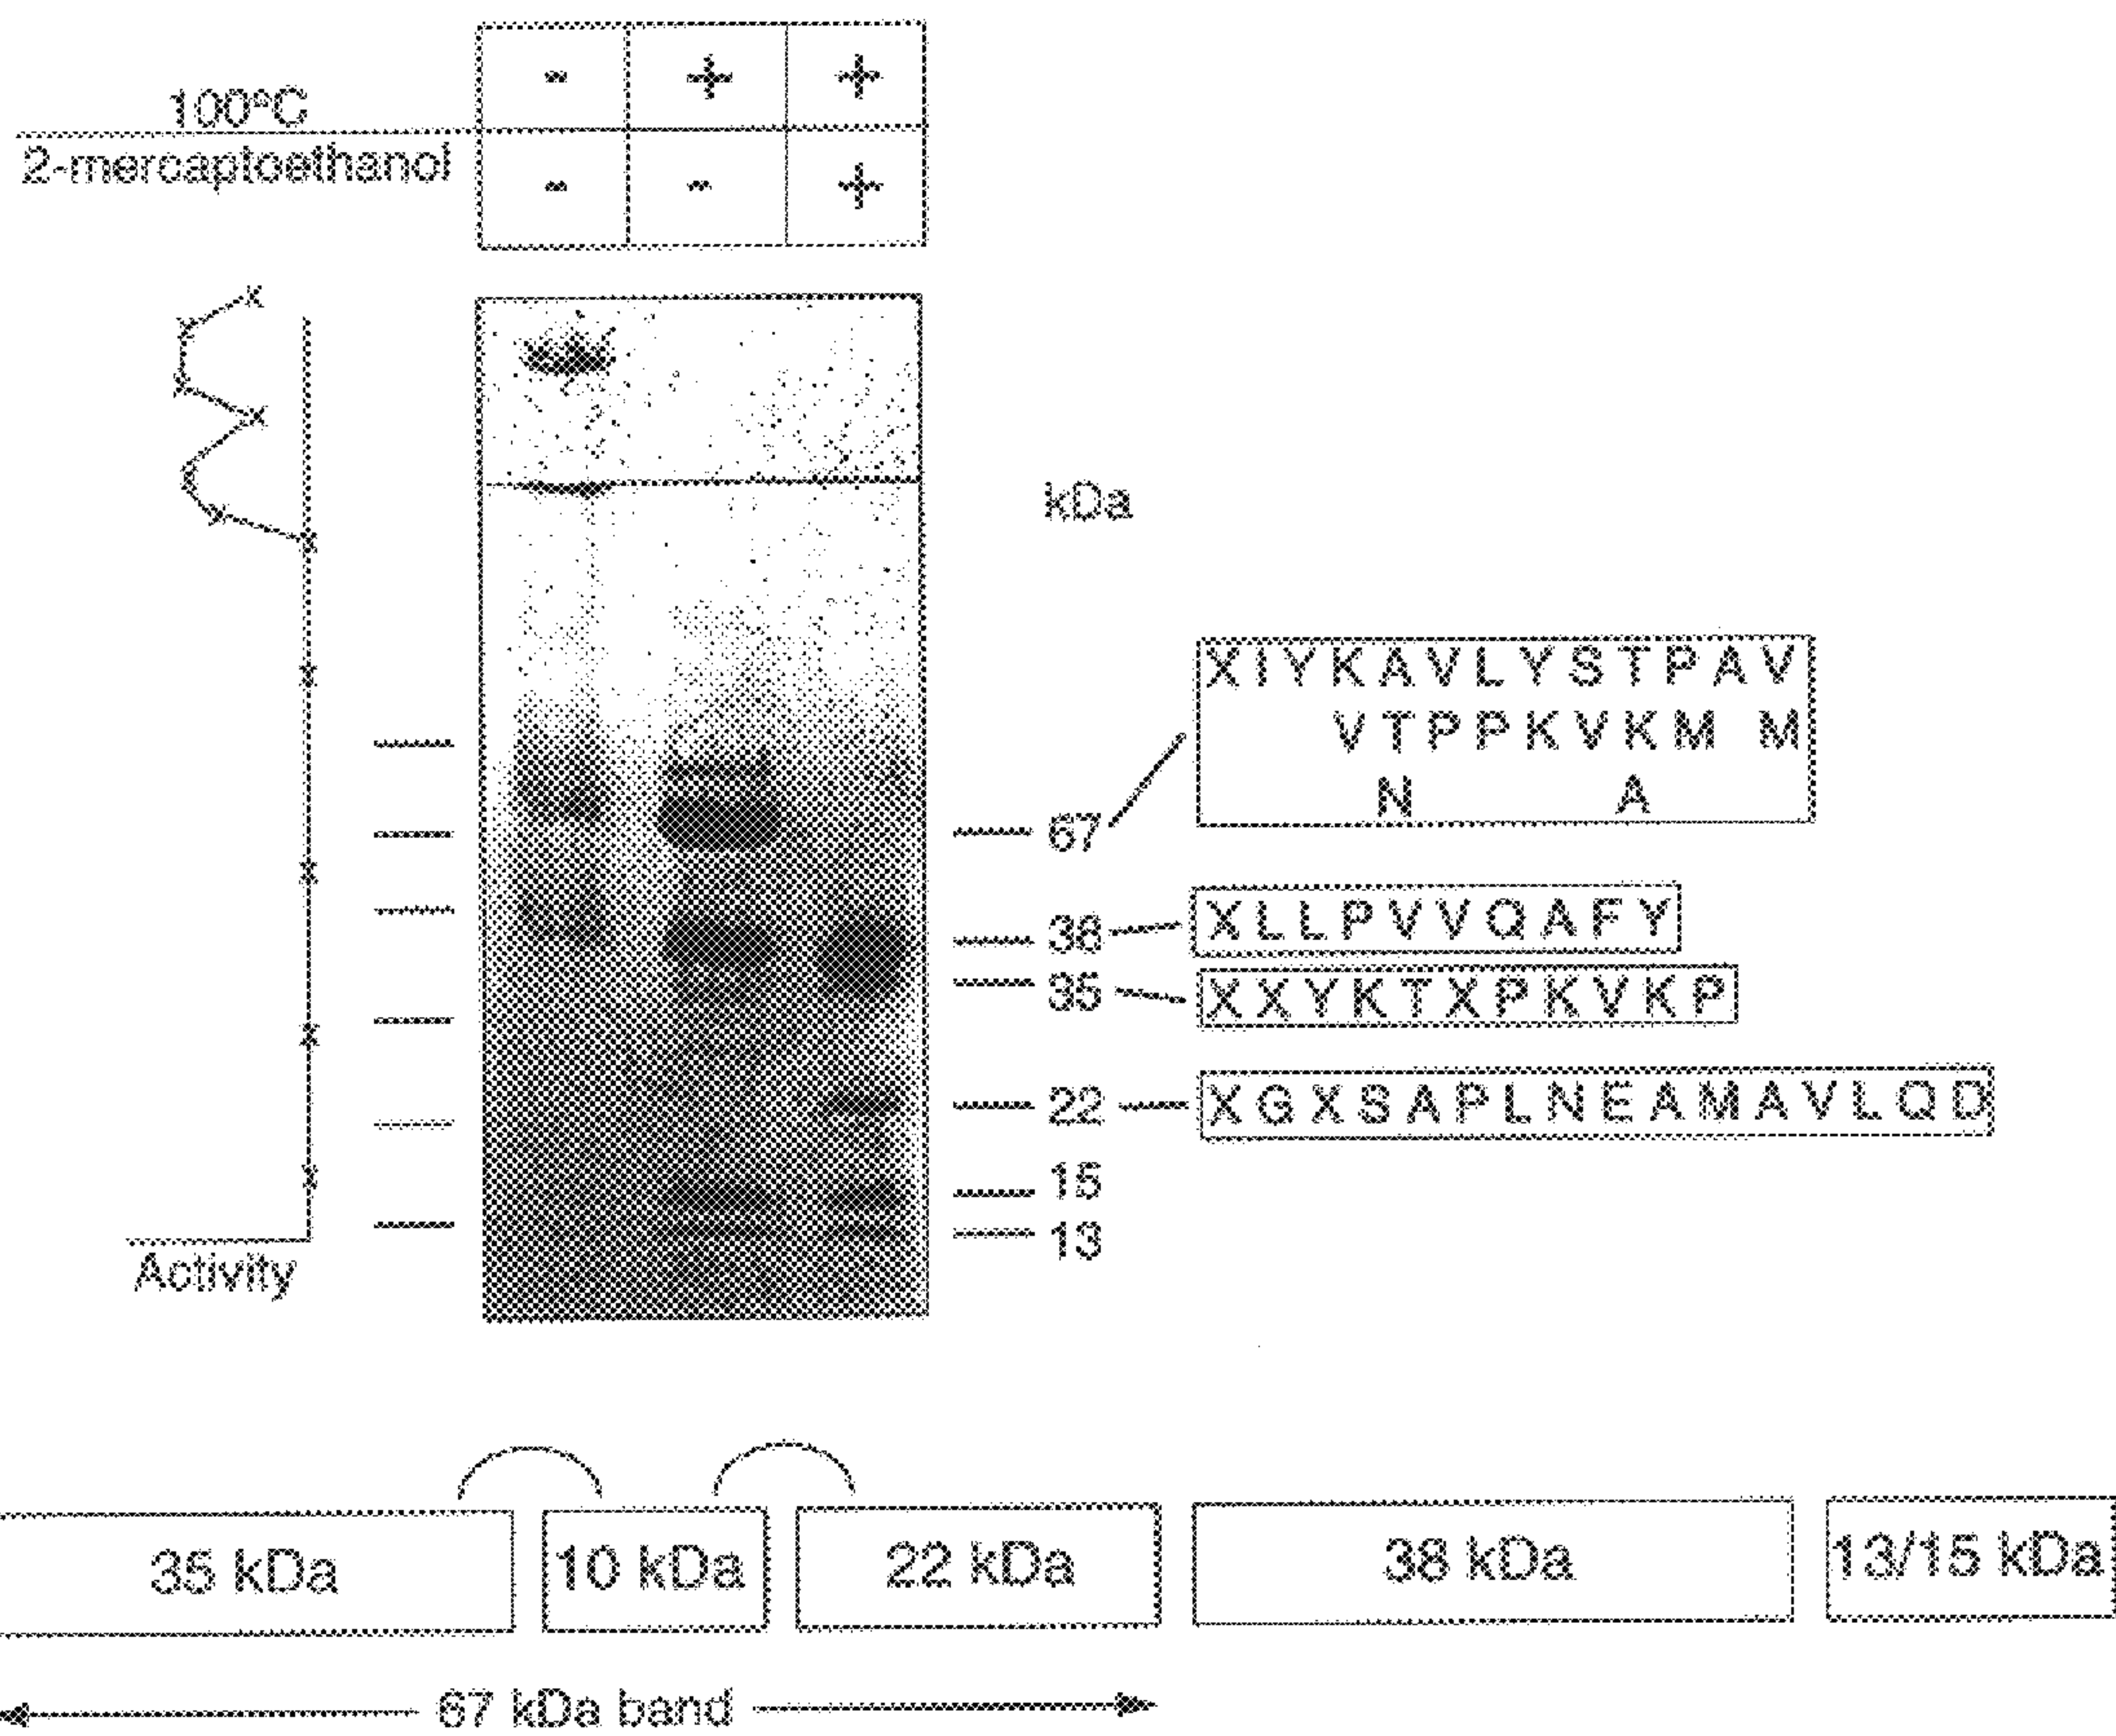 100°C
- + +
2-mercaptoethanol
- - +
kDa
XIYKAVLYSTPAV
VTPPKVKM M
N A
67
38
XLLPVVQAFY
35
XXYKTXPKVKP
22
XGXSAPLNEAMAVLQD
15
13
Activity
35 kDa
10 kDa
22 kDa
38 kDa
13/15 kDa
67 kDa band